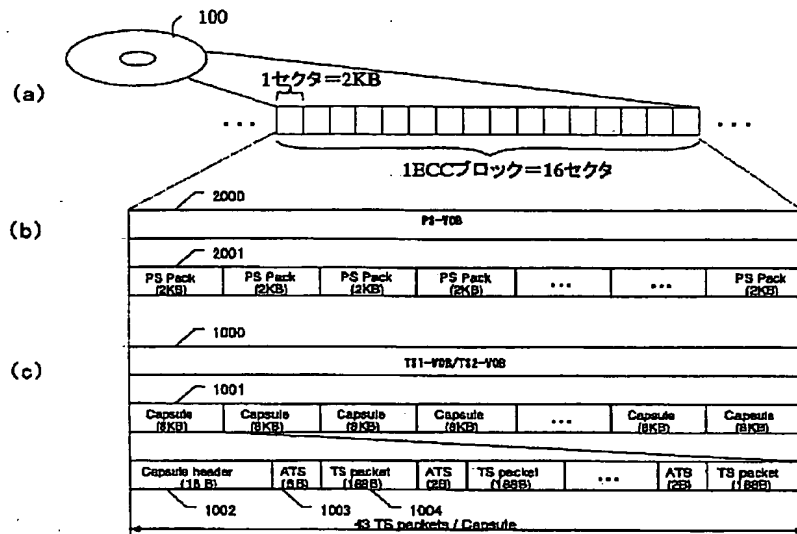 100
(a)
1セクタ=2KB
... ...
1ECCブロック=16セクタ
2000
(b)
PS-VOB
2001
PS Pack (2KB) PS Pack (2KB) PS Pack (2KB) PS Pack (2KB) ... ... PS Pack (2KB)
1000
(c)
TS1-VOB/TS2-VOB
1001
Capsule (8KB) Capsule (8KB) Capsule (8KB) Capsule (8KB) ... Capsule (8KB) Capsule (8KB)
Capsule header ATS TS packet (188B) ATS (2B) TS packet (188B) ... ATS (2B) TS packet (188B)
1002 1003 1004
43 TS packets / Capsule